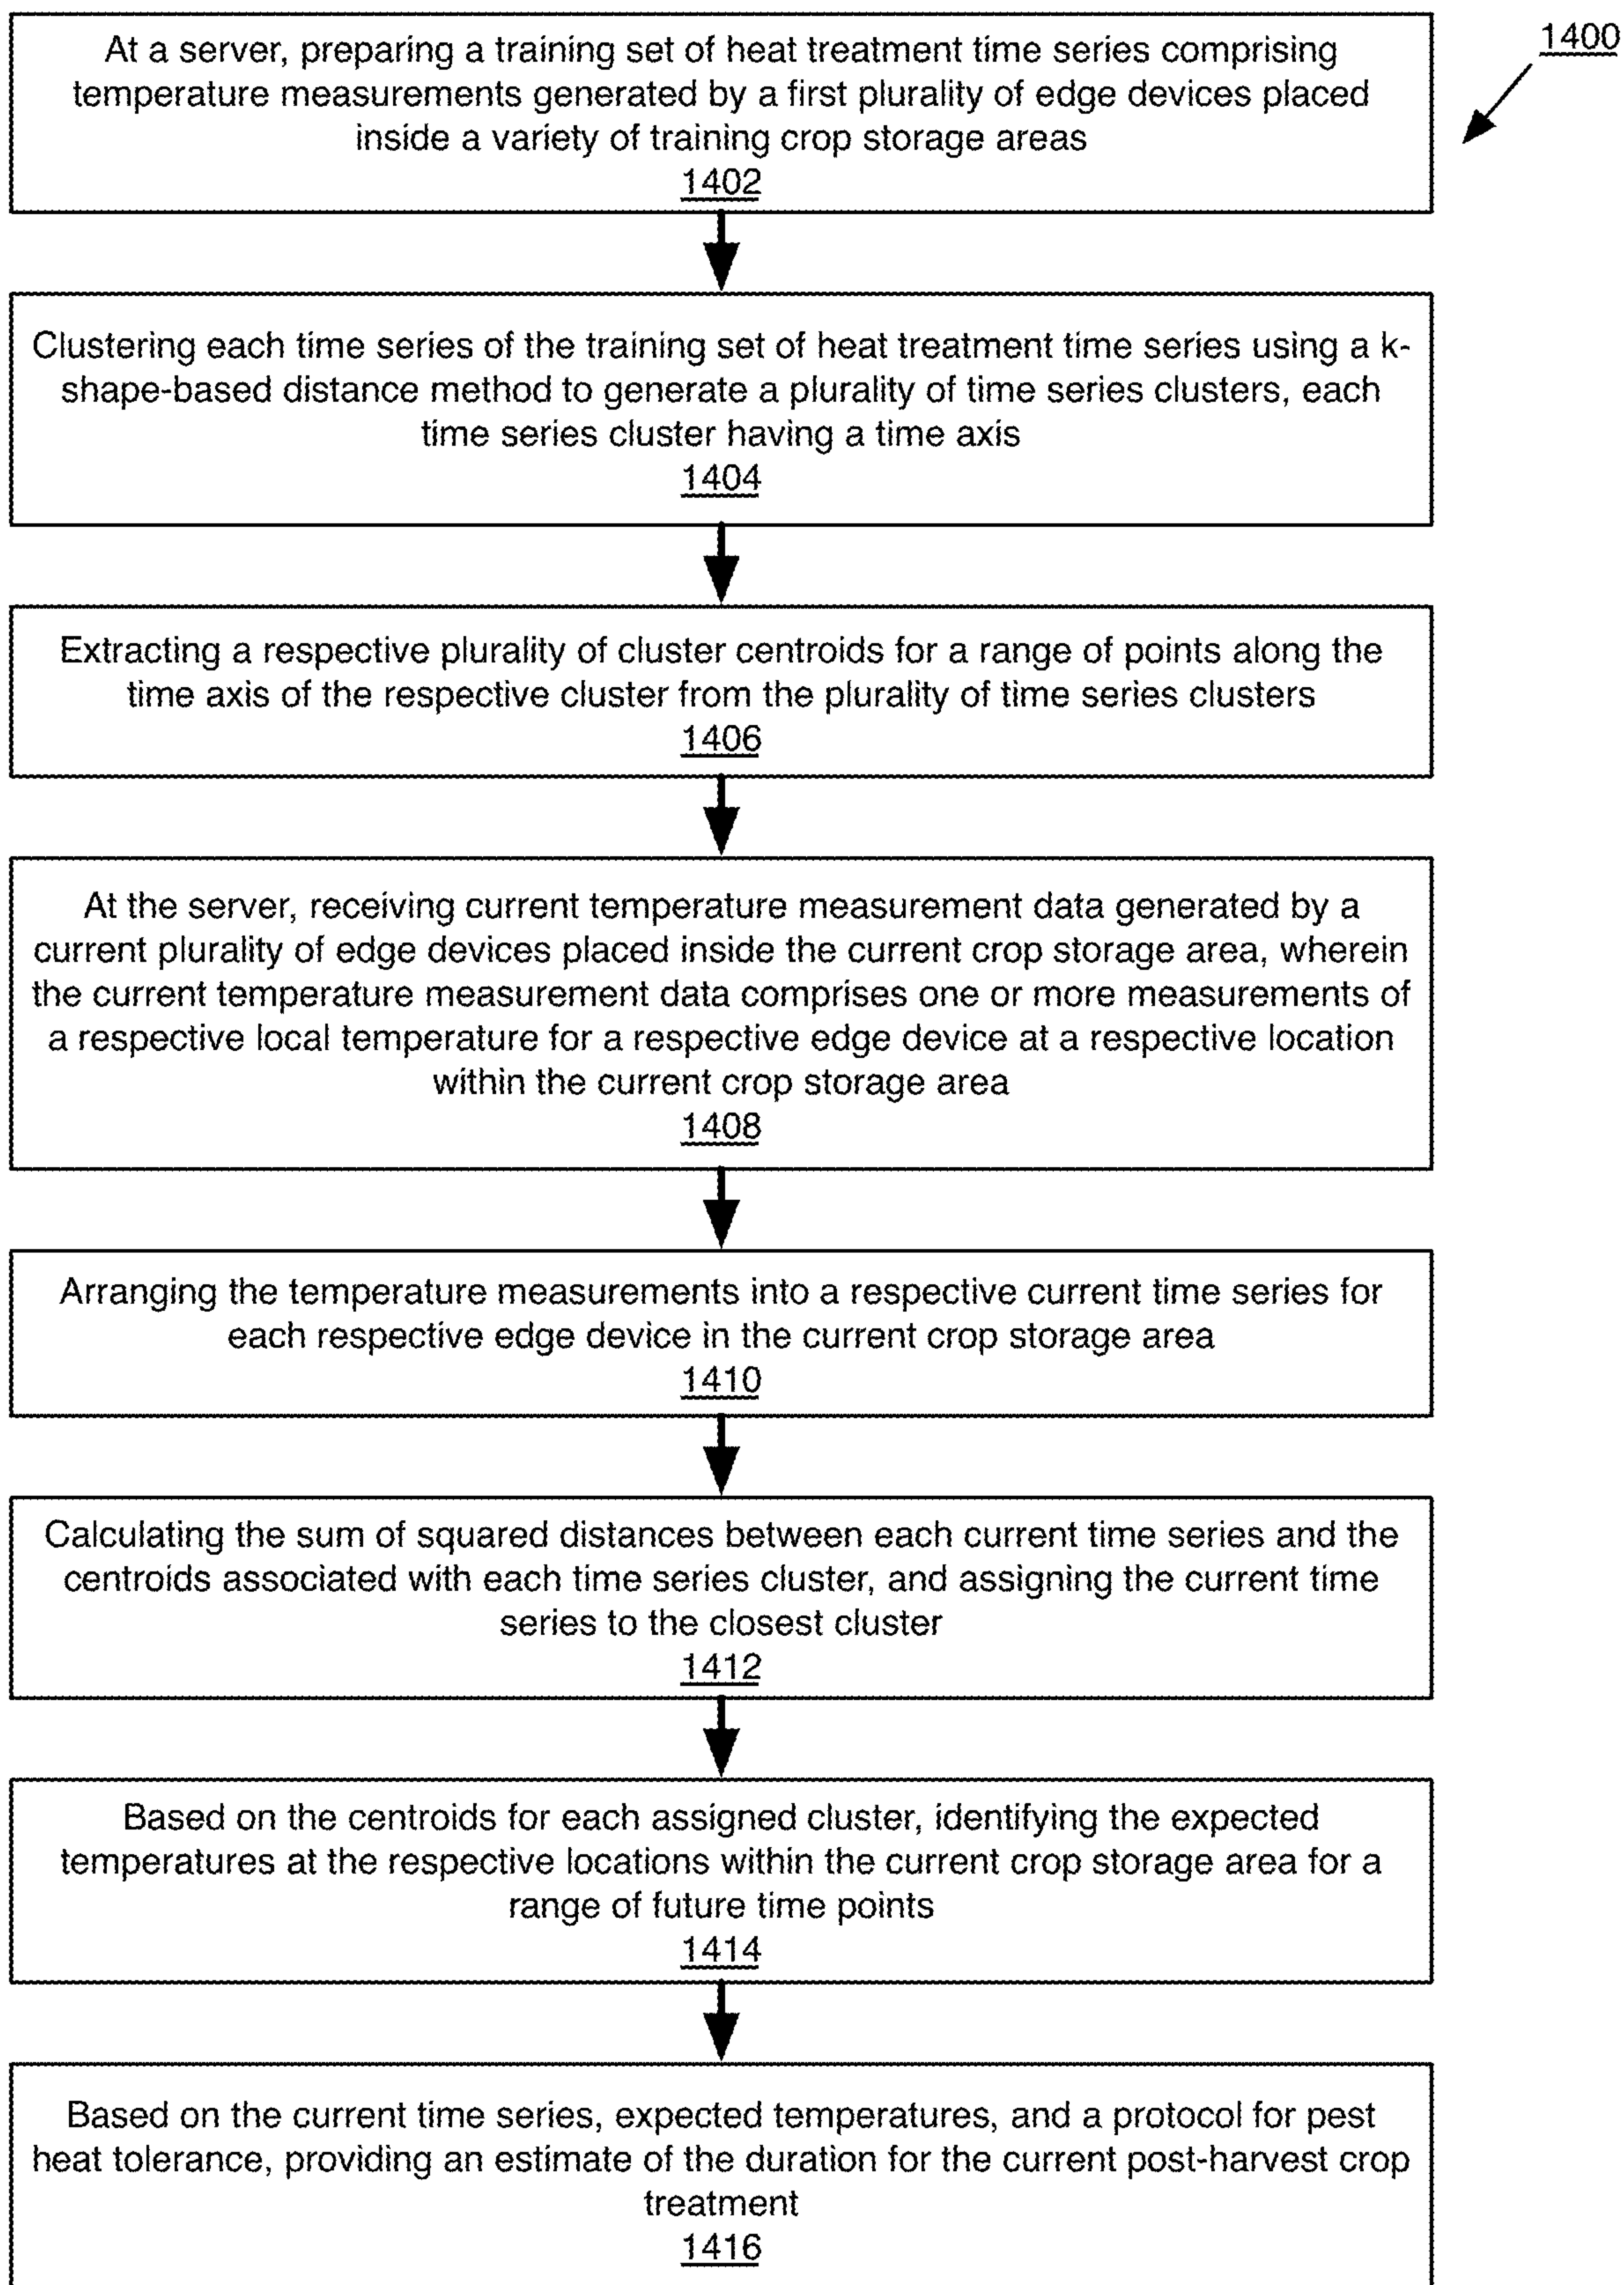 1400
At a server, preparing a training set of heat treatment time series comprising
temperature measurements generated by a first plurality of edge devices placed
inside a variety of training crop storage areas
1402
Clustering each time series of the training set of heat treatment time series using a k-
shape-based distance method to generate a plurality of time series clusters, each
time series cluster having a time axis
1404
Extracting a respective plurality of cluster centroids for a range of points along the
time axis of the respective cluster from the plurality of time series clusters
1406
At the server, receiving current temperature measurement data generated by a
current plurality of edge devices placed inside the current crop storage area, wherein
the current temperature measurement data comprises one or more measurements of
a respective local temperature for a respective edge device at a respective location
within the current crop storage area
1408
Arranging the temperature measurements into a respective current time series for
each respective edge device in the current crop storage area
1410
Calculating the sum of squared distances between each current time series and the
centroids associated with each time series cluster, and assigning the current time
series to the closest cluster
1412
Based on the centroids for each assigned cluster, identifying the expected
temperatures at the respective locations within the current crop storage area for a
range of future time points
1414
Based on the current time series, expected temperatures, and a protocol for pest
heat tolerance, providing an estimate of the duration for the current post-harvest crop
treatment
1416